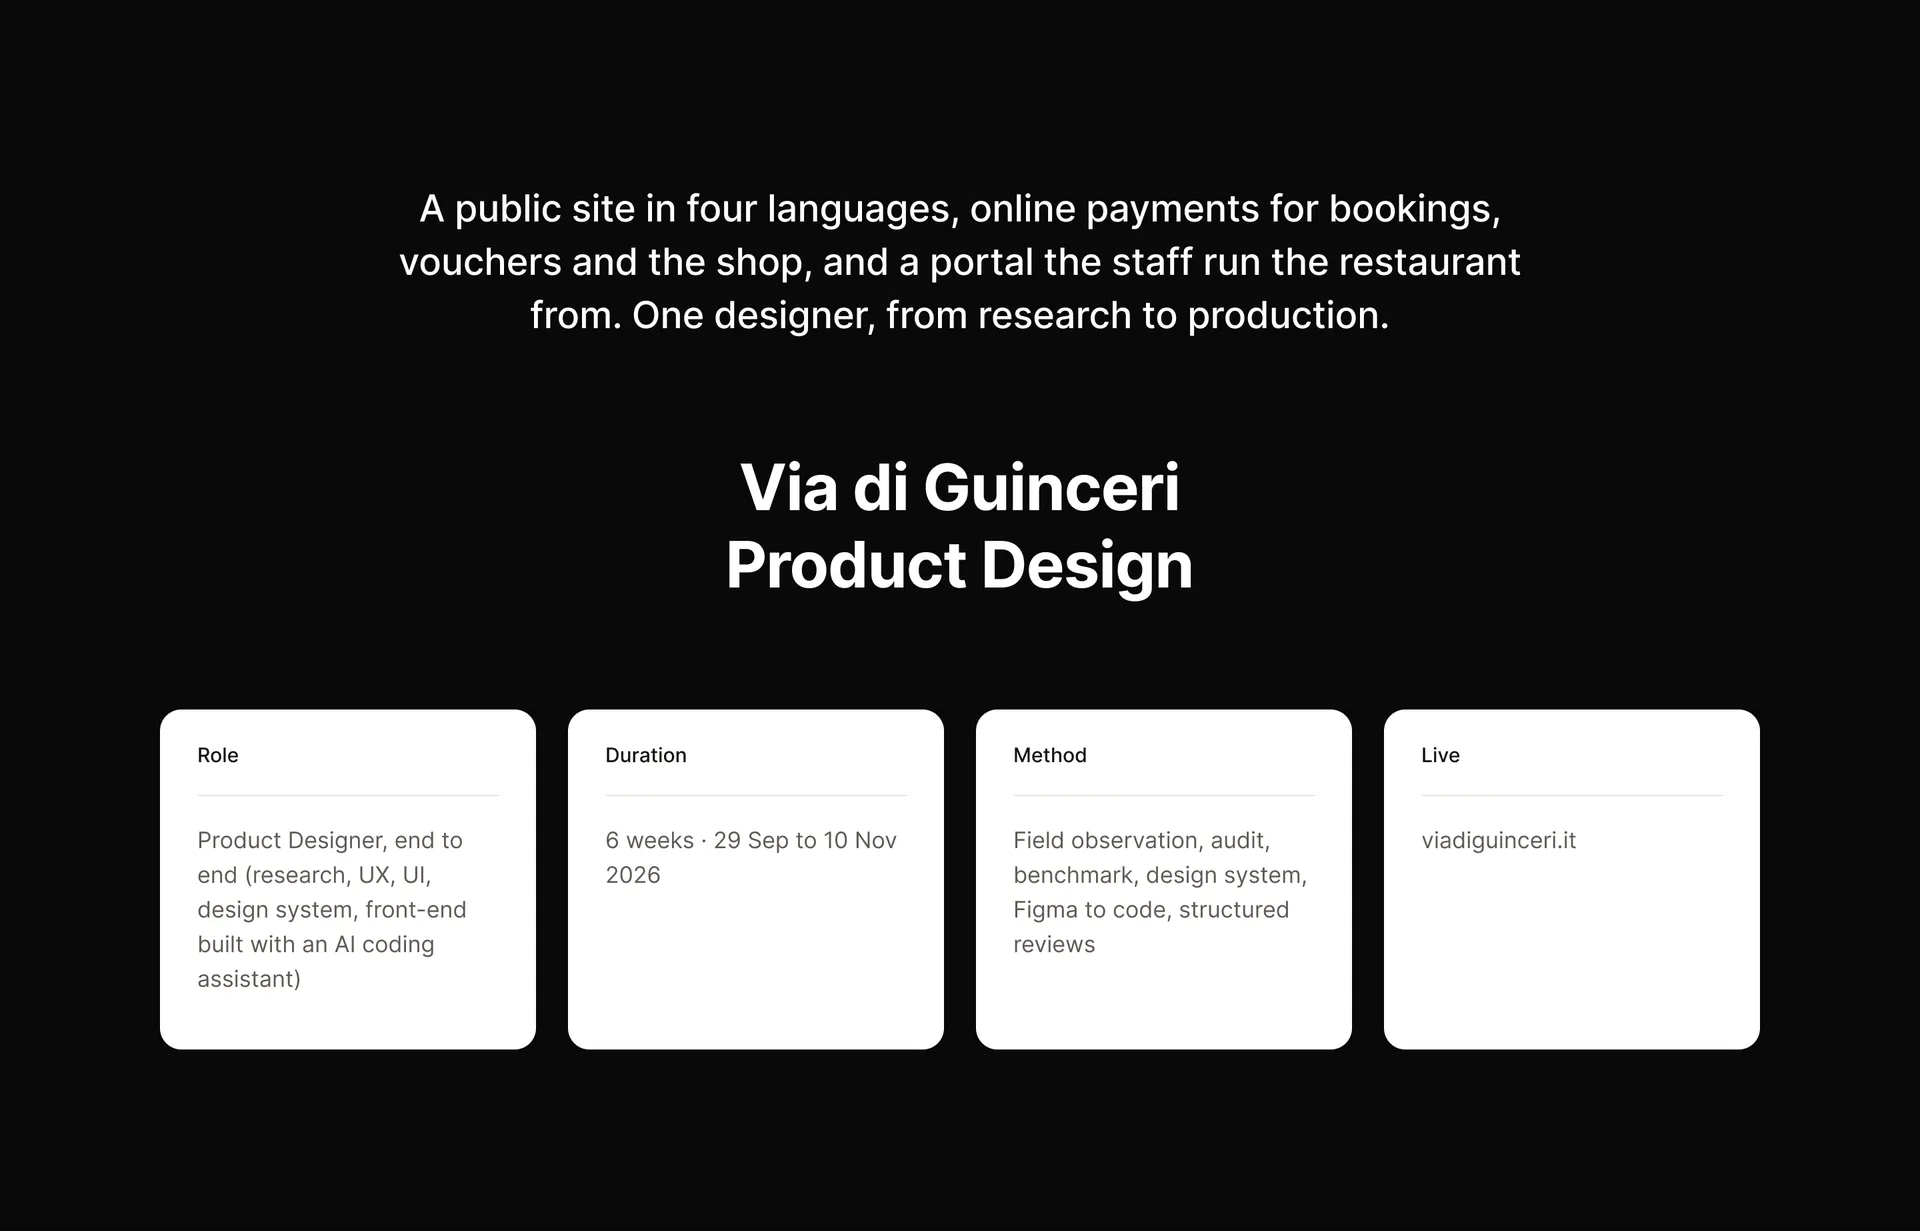 A public site in four languages, online payments for bookings,
vouchers and the shop, and a portal the staff run the restaurant
from. One designer, from research to production.
Via di Guinceri
Product Design
Role
Product Designer, end to
end (research, UX, UI,
design system, front-end
built with an AI coding
assistant)
Duration
6 weeks · 29 Sep to 10 Nov
2026
Method
Field observation, audit,
benchmark, design system,
Figma to code, structured
reviews
Live
viadiguinceri.it